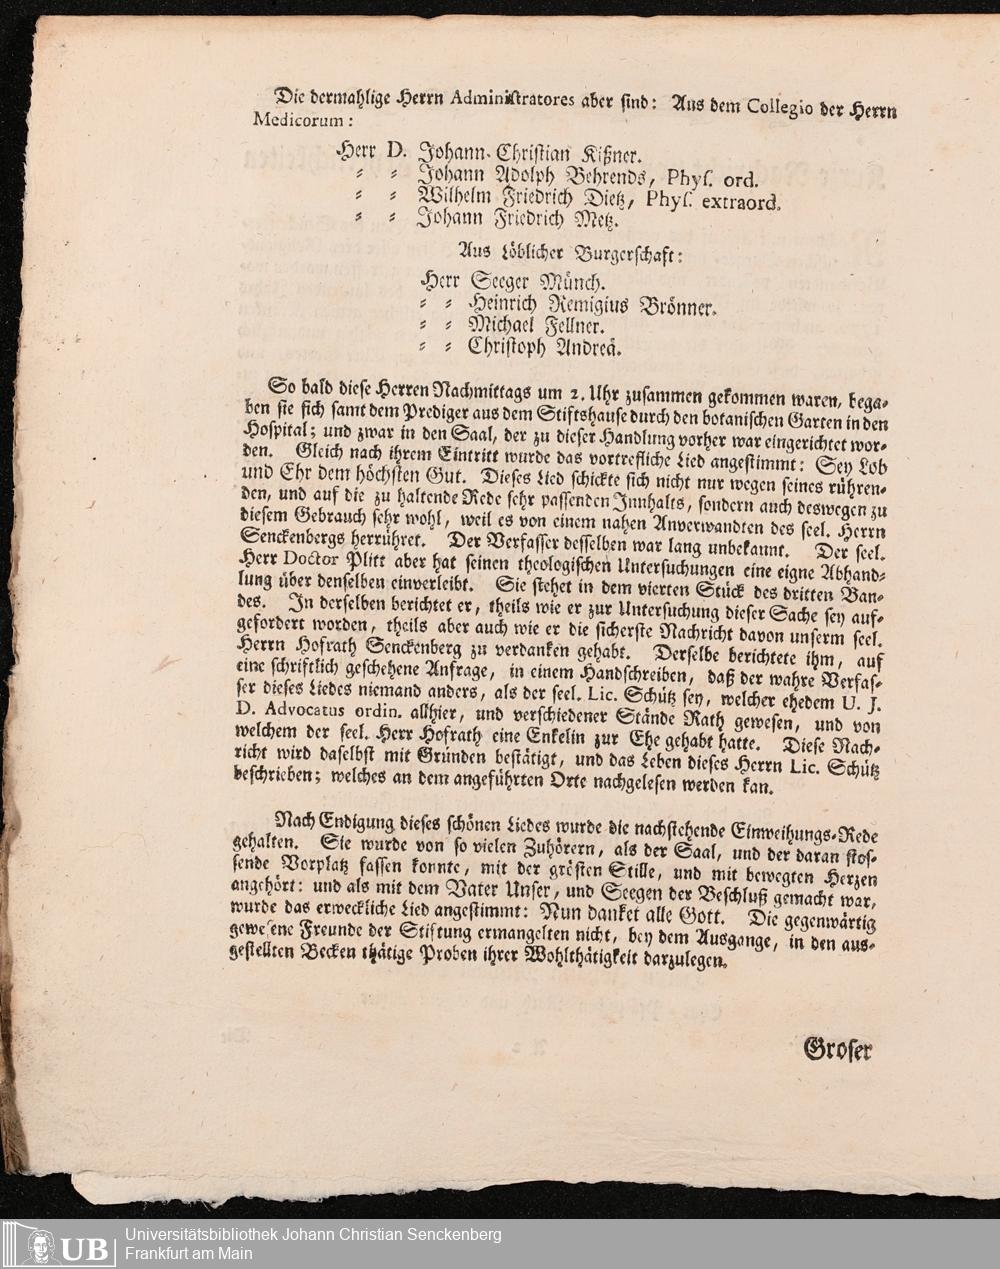 Die dermahlige Herrn Administratores aber sind: Aus dem Collegio der Herrn
Medicorum:
Herr D. Johann Christian Kißner.
⸗ ⸗ Johann Adolph Behrends, Phys. ord.
⸗ ⸗ Wilhelm Friedrich Dietz, Phys. extraord.
⸗ ⸗ Johann Friedrich Metz.
Aus Löblicher Burgerschaft:
Herr Seeger Münch.
⸗ ⸗ Heinrich Remigius Brönner.
⸗ ⸗ Michael Fellner.
⸗ ⸗ Christoph Andreä.
So bald diese Herren Nachmittags um 2. Uhr zusammen gekommen waren, bega⸗
ben sie sich samt dem Prediger aus dem Stiftshause durch den botanischen Garten in den
Hospital; und zwar in den Saal, der zu dieser Handlung vorher war eingerichtet wor⸗
den. Gleich nach ihrem Eintritt wurde das vortrefliche Lied angestimmt: Sey Lob
und Ehr dem höchsten Gut. Dieses Lied schickte sich nicht nur wegen seines rühren⸗
den, und auf die zu haltende Rede sehr passenden Innhalts, sondern auch deswegen zu
diesem Gebrauch sehr wohl, weil es von einem nahen Anverwandten des seel. Herrn
Senckenbergs herrühret. Der Verfasser desselben war lang unbekannt. Der seel.
Herr Doctor Plitt aber hat seinen theologischen Untersuchungen eine eigne Abhand⸗
lung über denselben einverleibt. Sie stehet in dem vierten Stück des dritten Ban⸗
des. In derselben berichtet er, theils wie er zur Untersuchung dieser Sache sey auf⸗
gefordert worden, theils aber auch wie er die sicherste Nachricht davon unserm seel.
Herrn Hofrath Senckenberg zu verdanken gehabt. Derselbe berichtete ihm, auf
eine schriftlich geschehene Anfrage, in einem Handschreiben, daß der wahre Verfas⸗
ser dieses Liedes niemand anders, als der seel. Lic. Schütz sey, welcher ehedem U. J.
D. Advocatus ordin. allhier, und verschiedener Stände Rath gewesen, und von
welchem der seel. Herr Hofrath eine Enkelin zur Ehe gehabt hatte. Diese Nach⸗
richt wird daselbst mit Gründen bestätigt, und das Leben dieses Herrn Lic. Schütz
beschrieben; welches an dem angeführten Orte nachgelesen werden kan.
Nach Endigung dieses schönen Liedes wurde die nachstehende Einweihungs⸗Rede
gehalten. Sie wurde von so vielen Zuhörern, als der Saal, und der daran stos⸗
sende Vorplatz fassen konnte, mit der grösten Stille, und mit bewegten Herzen
angehört: und als mit dem Vater Unser, und Seegen der Beschluß gemacht war,
wurde das erweckliche Lied angestimmt: Nun danket alle Gott. Die gegenwärtig
gewesene Freunde der Stiftung ermangelten nicht, bey dem Ausgange, in den aus⸗
gestellten Becken thätige Proben ihrer Wohlthätigkeit darzulegen.
Groser
UB
Universitätsbibliothek Johann Christian Senckenberg
Frankfurt am Main